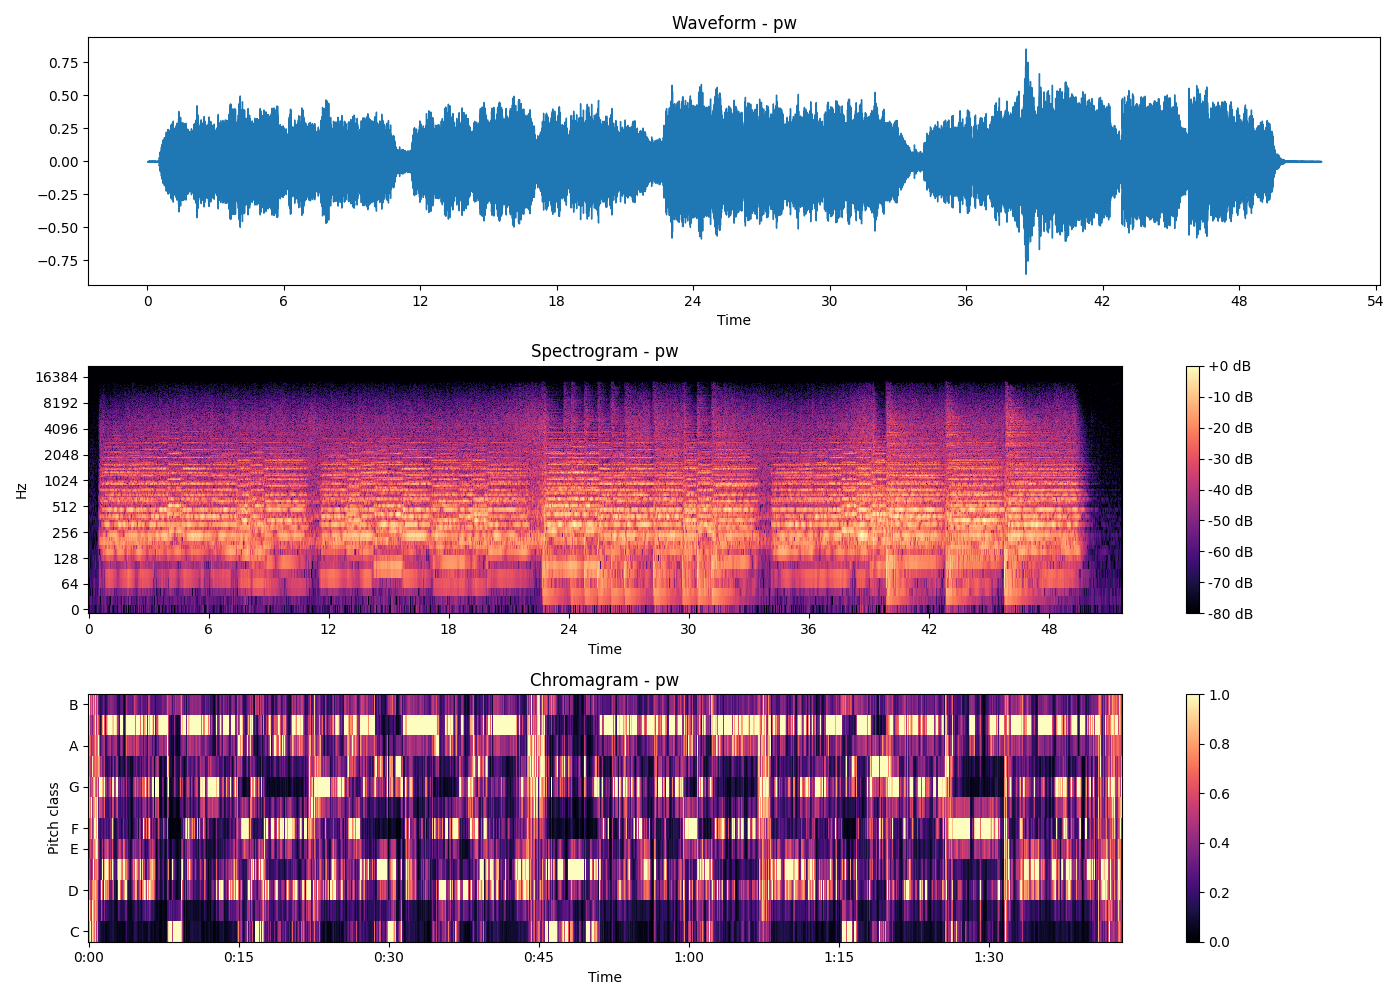 Waveform - pw
0.75
0.50
0.25
0.00
−0.25
−0.50
−0.75
0 6 12 18 24 30 36 42 48 54
Time
Spectrogram - pw
Hz
16384
8192
4096
2048
1024
512
256
128
64
0
0 6 12 18 24 30 36 42 48
Time
+0 dB
-10 dB
-20 dB
-30 dB
-40 dB
-50 dB
-60 dB
-70 dB
-80 dB
Chromagram - pw
Pitch class
B
A
G
F
E
D
C
0:00 0:15 0:30 0:45 1:00 1:15 1:30
Time
1.0
0.8
0.6
0.4
0.2
0.0